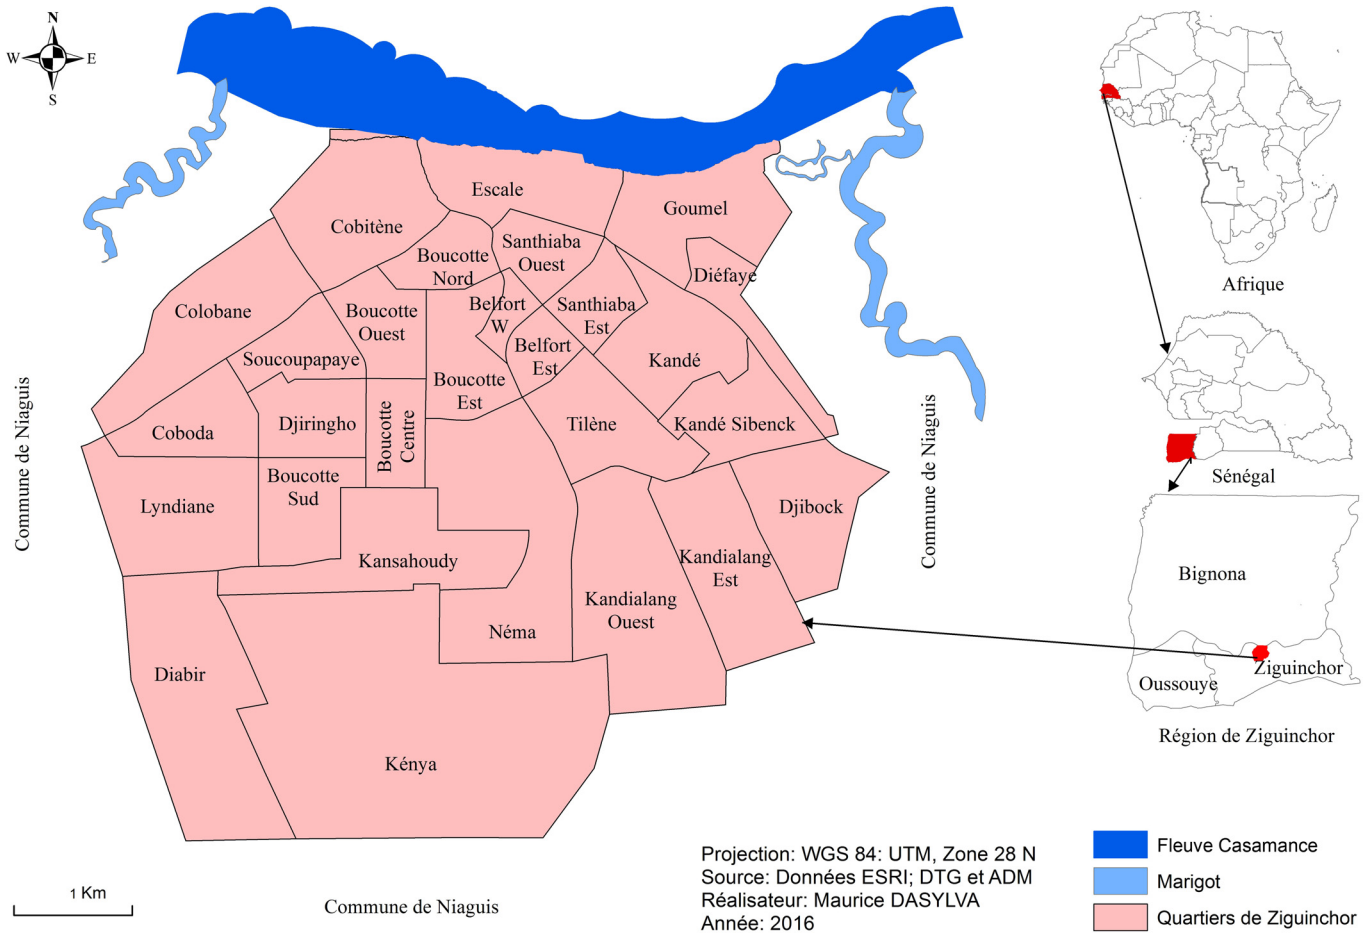 N
W
E
S
Escale
Goumel
Cobitène
Santhiaba
Ouest
Boucotte
Nord
Diéfaye
Colobane
Boucotte
Ouest
Belfort
W
Santhiaba
Est
Soucoupapaye
Belfort
Est
Kandé
Boucotte
Est
Coboda
Djiringho
Boucotte
Centre
Tilène
Kandé Sibenck
Lyndiane
Boucotte
Sud
Djibock
Kansahoudy
Kandialang
Est
Kandialang
Ouest
Néma
Diabir
Kénya
Commune de Niaguis
Commune de Niaguis
Commune de Niaguis
1 Km
Afrique
Sénégal
Bignona
Ziguinchor
Oussouye
Région de Ziguinchor
Projection: WGS 84: UTM, Zone 28 N
Source: Données ESRI; DTG et ADM
Réalisateur: Maurice DASYLVA
Année: 2016
Fleuve Casamance
Marigot
Quartiers de Ziguinchor